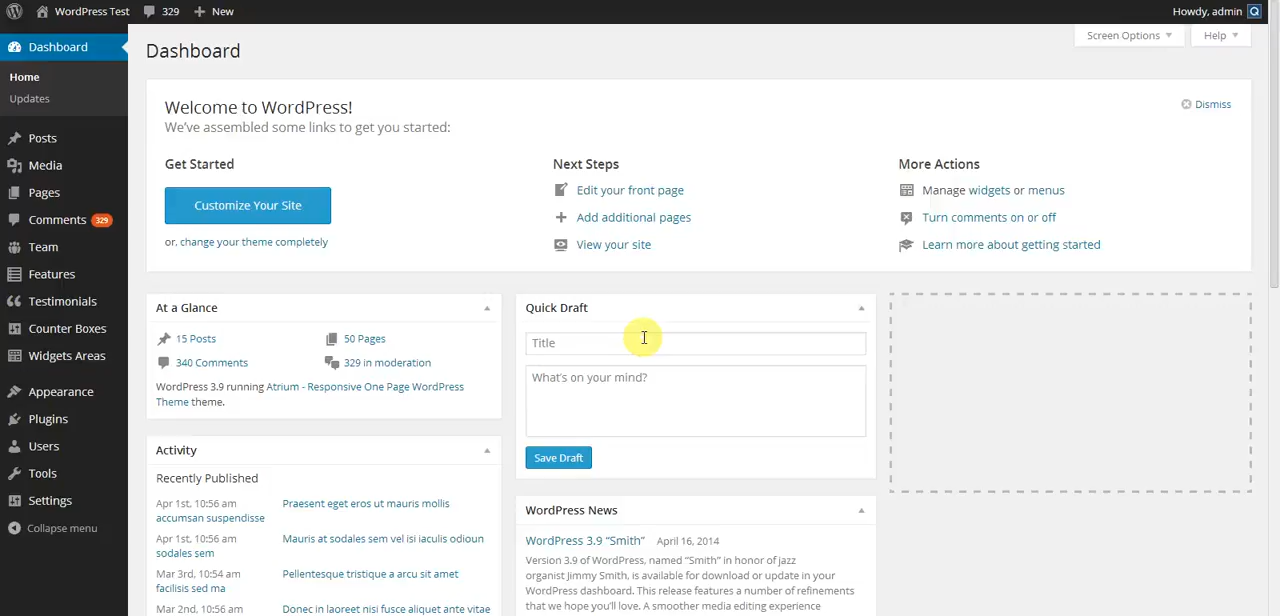 WordPress Test
329
New
Howdy, admin
Dashboard
Home
Updates
Posts
Media
Pages
Comments 329
Team
Features
Testimonials
Counter Boxes
Widgets Areas
Appearance
Plugins
Users
Tools
Settings
Collapse menu
Dashboard
Screen Options
Help
Welcome to WordPress!
We've assembled some links to get you started:
Dismiss
Get Started
Customize Your Site
or, change your theme completely
Next Steps
Edit your front page
Add additional pages
View your site
More Actions
Manage widgets or menus
Turn comments on or off
Learn more about getting started
At a Glance
15 Posts
50 Pages
340 Comments
329 in moderation
WordPress 3.9 running Atrium - Responsive One Page WordPress
Theme theme.
Activity
Recently Published
Apr 1st, 10:56 am
Praesent eget eros ut mauris mollis
accumsan suspendisse
Apr 1st, 10:56 am
Mauris at sodales sem vel isi iaculis odioun
sodales sem
Mar 3rd, 10:54 am
Pellentesque tristique a arcu sit amet
facilisis sed ma
Mar 2nd, 10:56 am
Donec in laoreet nisi fusce aliquet ante vitae
Quick Draft
Title
What's on your mind?
Save Draft
WordPress News
WordPress 3.9 “Smith”
April 16, 2014
Version 3.9 of WordPress, named “Smith” in honor of jazz
organist Jimmy Smith, is available for download or update in your
WordPress dashboard. This release features a number of refinements
that we hope you'll love. A smoother media editing experience